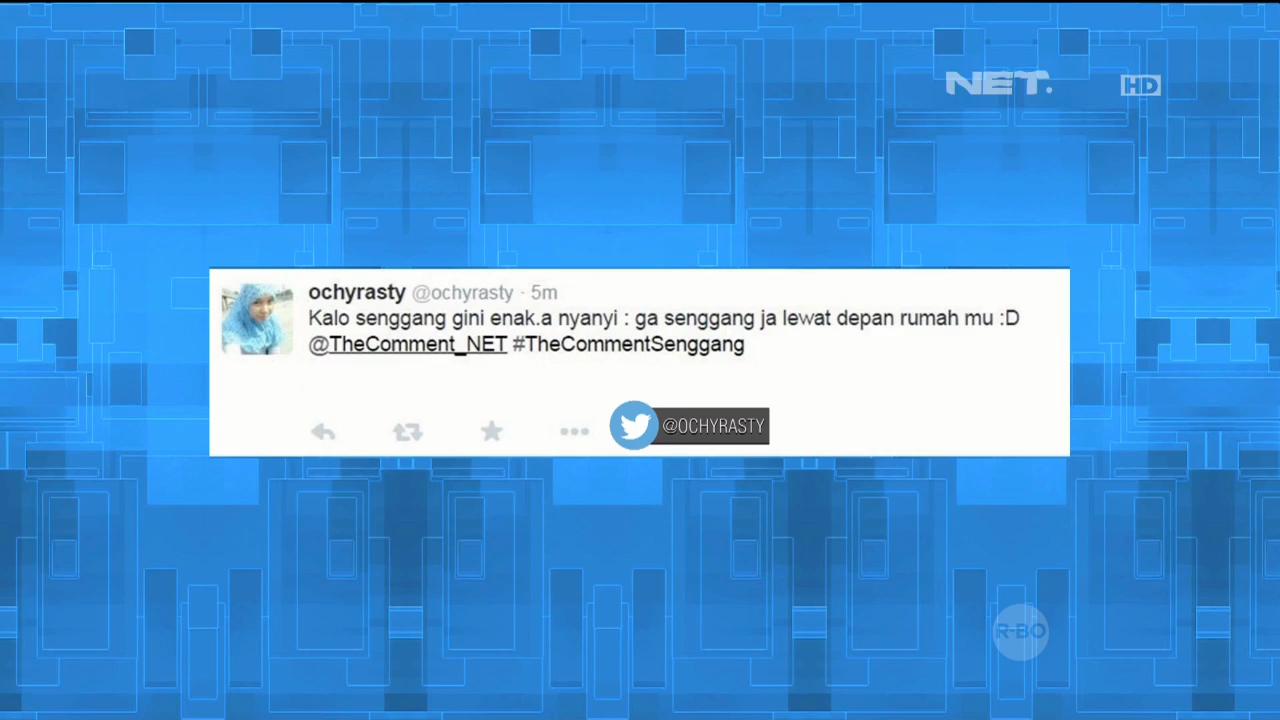 NET. HD
ochyrasty @ochyrasty · 5m
Kalo senggang gini enak.a nyanyi : ga senggang ja lewat depan rumah mu :D
@TheComment_NET #TheCommentSenggang
@OCHYRASTY
R-BO